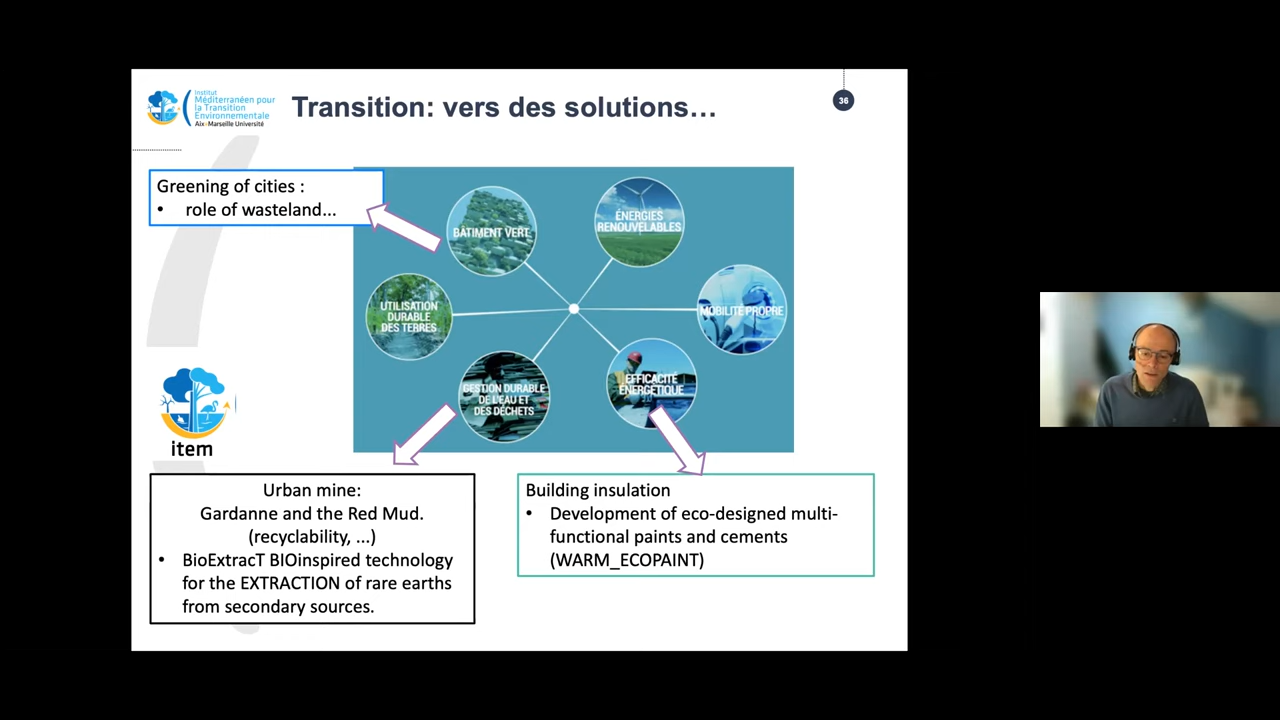 Institut
Méditerranéen pour
la Transition
Environnementale
Aix-Marseille Université
Transition: vers des solutions...
36
Greening of cities :
• role of wasteland...
BÂTIMENT VERT
ÉNERGIES
RENOUVELABLES
UTILISATION
DURABLE
DES TERRES
MOBILITÉ PROPRE
GESTION DURABLE
DE L'EAU ET
DES DÉCHETS
EFFICACITÉ
ÉNERGÉTIQUE
item
Urban mine:
Gardanne and the Red Mud.
(recyclability, ...)
• BioExtracT BIOinspired technology
for the EXTRACTION of rare earths
from secondary sources.
Building insulation
• Development of eco-designed multi-
functional paints and cements
(WARM_ECOPAINT)